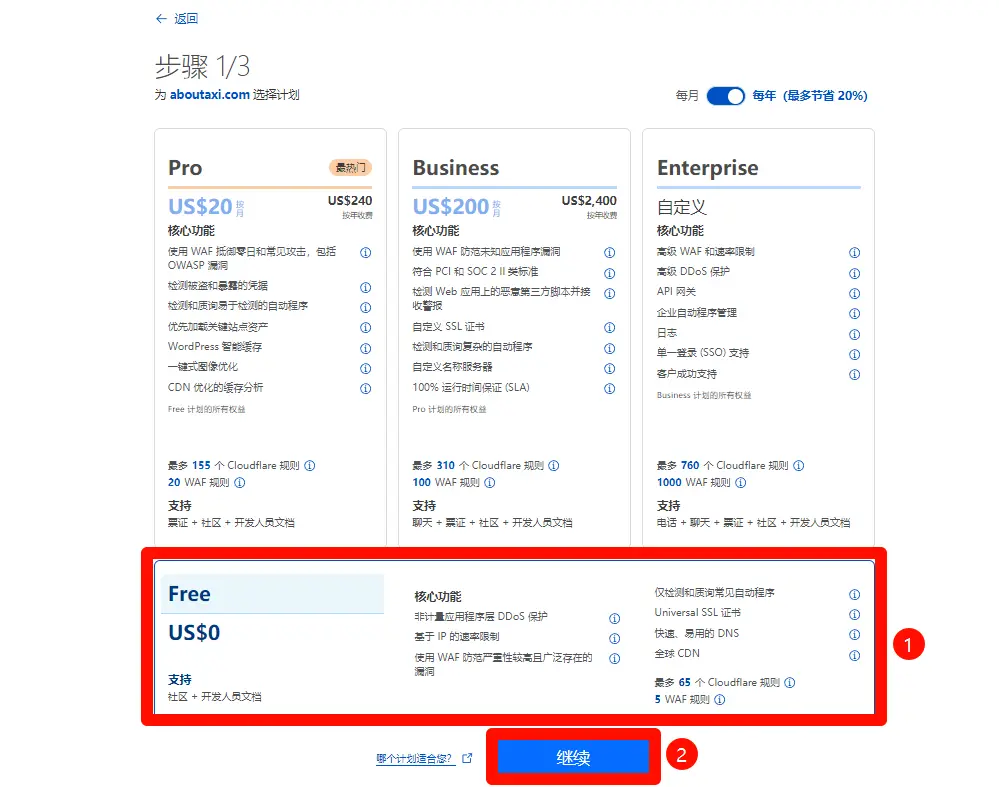 返回
步骤 1/3
为 aboutaxi.com 选择计划
每月 每年（最多节省 20%）
Pro 最热门
US$20 按月 US$240
按年收费
核心功能
使用 WAF 抵御零日和常见攻击，包括
OWASP 漏洞
检测被盗和暴露的凭据
检测和质询易于检测的自动程序
优先加载关键站点资产
WordPress 智能缓存
一键式图像优化
CDN 优化的缓存分析
Free 计划的所有权益
最多 155 个 Cloudflare 规则
20 WAF 规则
支持
票证 + 社区 + 开发人员文档
Business
US$200 按月 US$2,400
按年收费
核心功能
使用 WAF 防范未知应用程序漏洞
符合 PCI 和 SOC 2 II 类标准
检测 Web 应用上的恶意第三方脚本并接
收警报
自定义 SSL 证书
检测和质询复杂的自动程序
自定义名称服务器
100% 运行时间保证 (SLA)
Pro 计划的所有权益
最多 310 个 Cloudflare 规则
100 WAF 规则
支持
聊天 + 票证 + 社区 + 开发人员文档
Enterprise
自定义
核心功能
高级 WAF 和速率限制
高级 DDoS 保护
API 网关
企业自动程序管理
日志
单一登录 (SSO) 支持
客户成功支持
Business 计划的所有权益
最多 760 个 Cloudflare 规则
1000 WAF 规则
支持
电话 + 聊天 + 票证 + 社区 + 开发人员文档
Free
US$0
支持
社区 + 开发人员文档
核心功能
非计量应用程序层 DDoS 保护
基于 IP 的速率限制
使用 WAF 防范严重性较高且广泛存在的
漏洞
仅检测和质询常见自动程序
Universal SSL 证书
快速、易用的 DNS
全球 CDN
最多 65 个 Cloudflare 规则
5 WAF 规则
1
哪个计划适合您？
继续
2